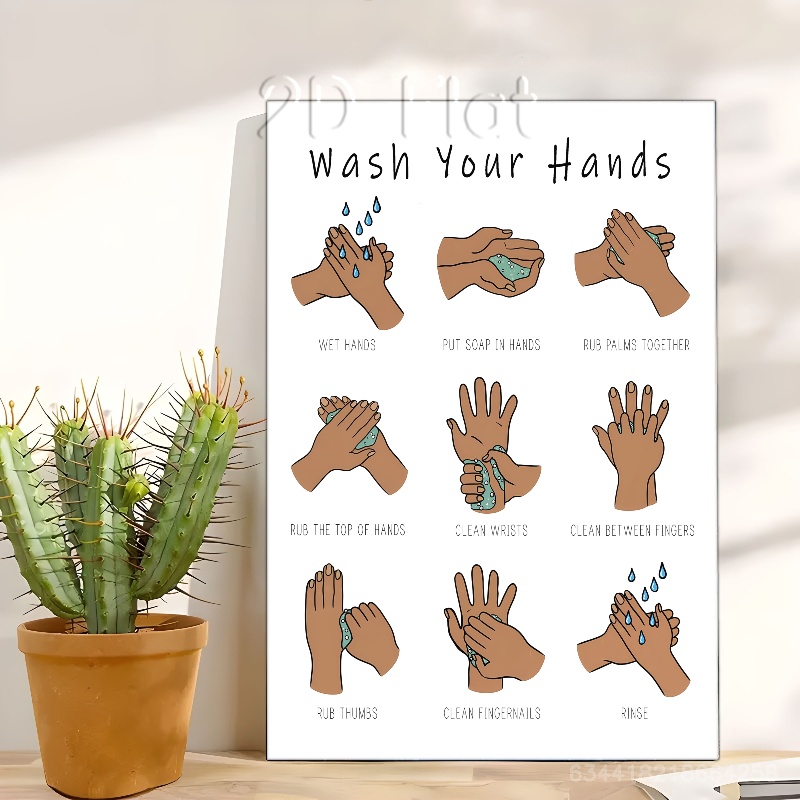 2D Flat
Wash Your Hands
WET HANDS
PUT SOAP IN HANDS
RUB PALMS TOGETHER
RUB THE TOP OF HANDS
CLEAN WRISTS
CLEAN BETWEEN FINGERS
RUB THUMBS
CLEAN FINGERNAILS
RINSE